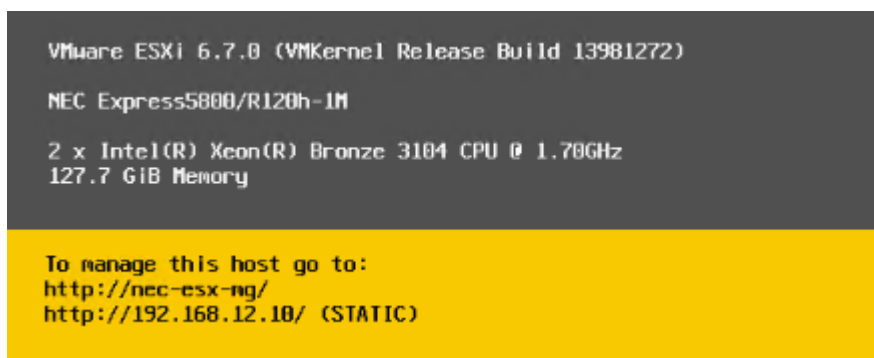 VMware ESXi 6.7.0 (VMKernel Release Build 13981272)
NEC Express5800/R120h-1M
2 x Intel(R) Xeon(R) Bronze 3104 CPU @ 1.70GHz
127.7 GiB Memory
To manage this host go to:
http://nec-esx-mg/
http://192.168.12.10/ (STATIC)